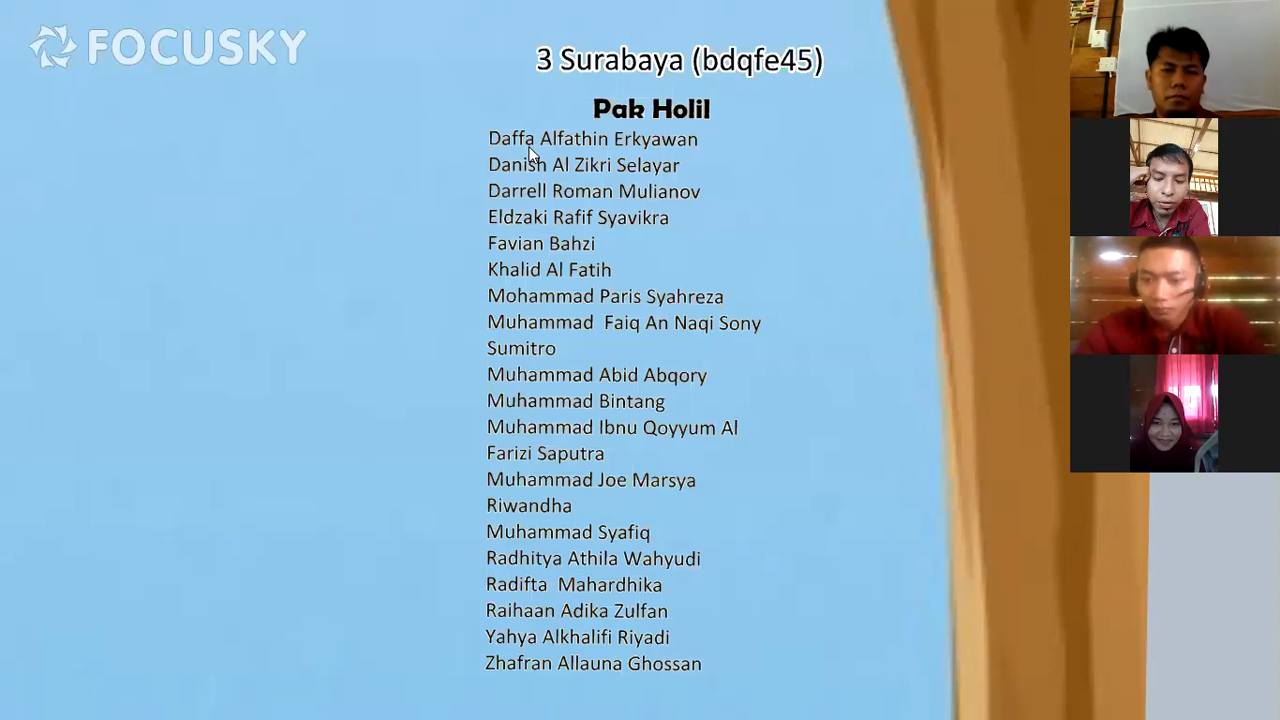 FOCUSKY
3 Surabaya (bdqfe45)
Pak Holil
Daffa Alfathin Erkyawan
Danish Al Zikri Selayar
Darrell Roman Mulianov
Eldzaki Rafif Syavikra
Favian Bahzi
Khalid Al Fatih
Mohammad Paris Syahreza
Muhammad  Faiq An Naqi Sony
Sumitro
Muhammad Abid Abqory
Muhammad Bintang
Muhammad Ibnu Qoyyum Al
Farizi Saputra
Muhammad Joe Marsya
Riwandha
Muhammad Syafiq
Radhitya Athila Wahyudi
Radifta  Mahardhika
Raihaan Adika Zulfan
Yahya Alkhalifi Riyadi
Zhafran Allauna Ghossan